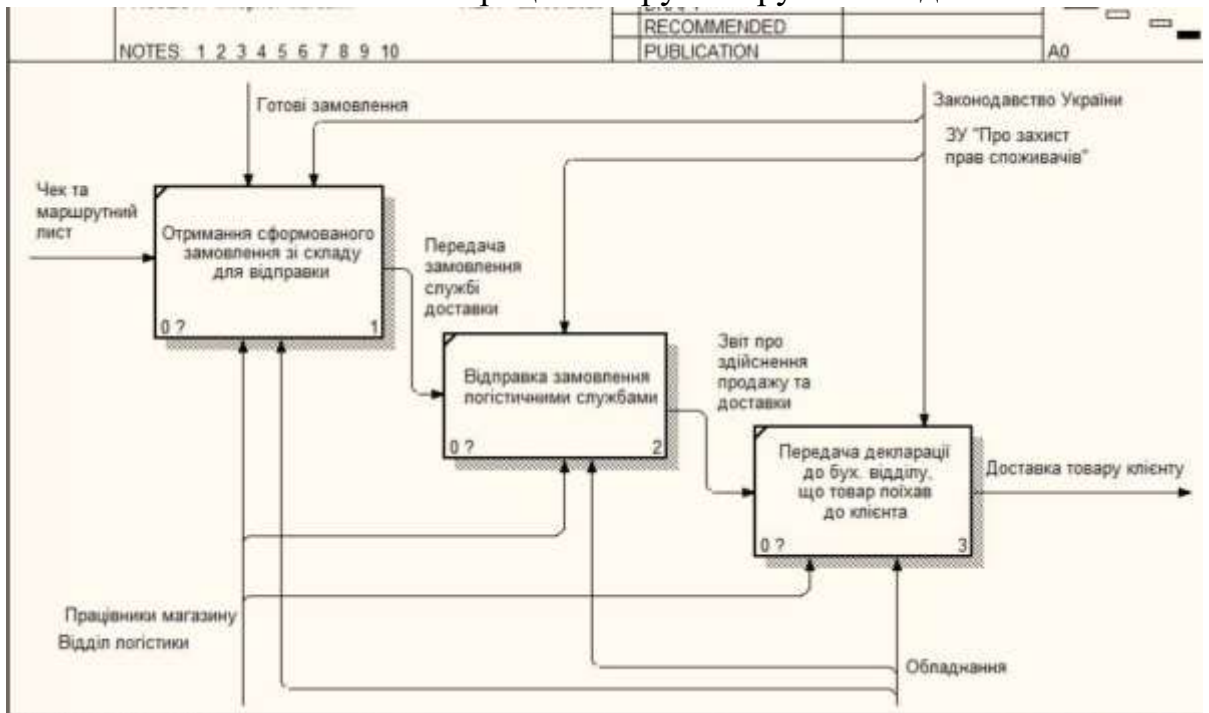 RECOMMENDED
NOTES: 1 2 3 4 5 6 7 8 9 10
PUBLICATION
A0
Готові замовлення
Законодавство України
ЗУ "Про захист
прав споживачів"
Чек та
маршрутний
лист
Отримання сформованого
замовлення зі складу
для відправки
0 ?
1
Передача
замовлення
службі
доставки
Відправка замовлення
логістичними службами
0 ?
2
Звіт про
здійснення
продажу та
доставки
Передача декларації
до бух. відділу,
що товар поїхав
до клієнта
0 ?
3
Доставка товару клієнту
Працівники магазину
Відділ логістики
Обладнання